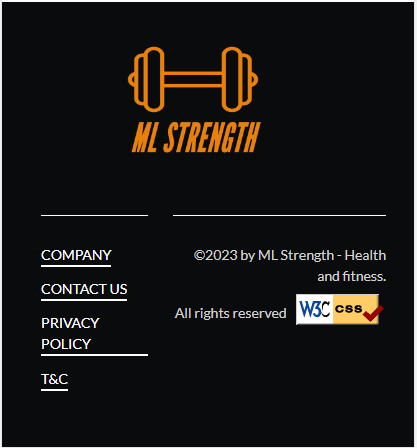 ML STRENGTH
COMPANY
CONTACT US
PRIVACY
POLICY
T&C
©2023 by ML Strength - Health
and fitness.
All rights reserved
W3C css